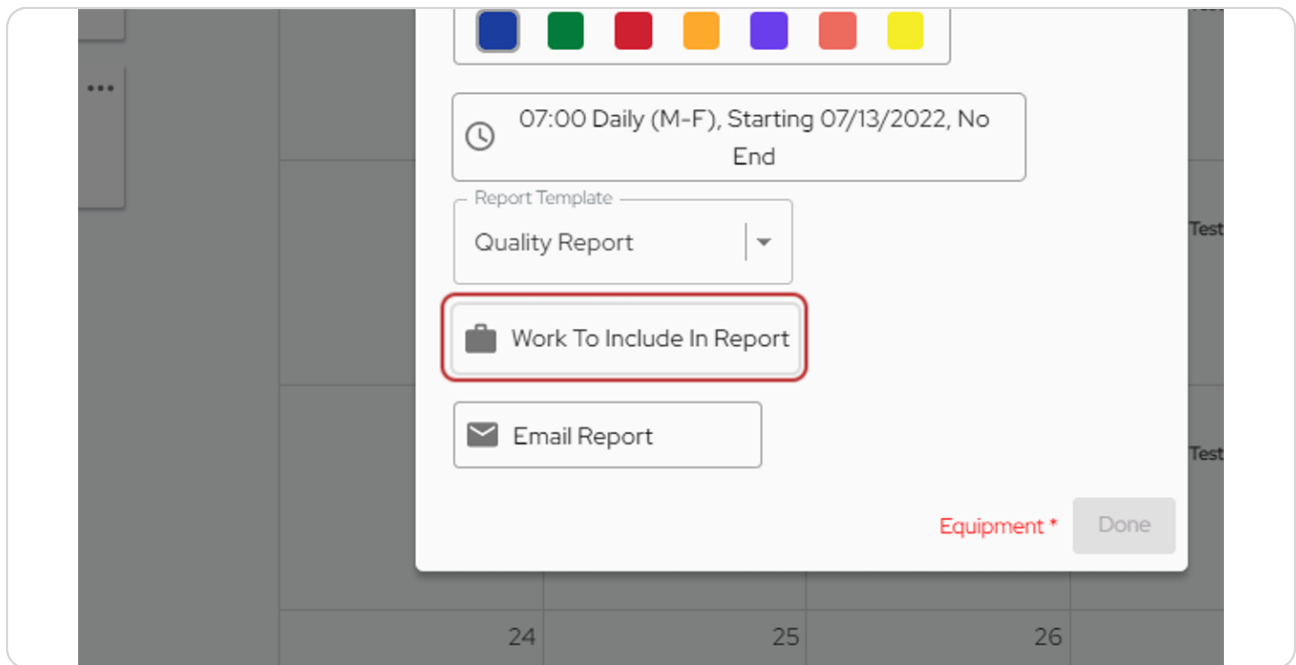 07:00 Daily (M-F), Starting 07/13/2022, No
End
Report Template
Quality Report
Test
Work To Include In Report
Email Report
Test
Equipment *
Done
24
25
26